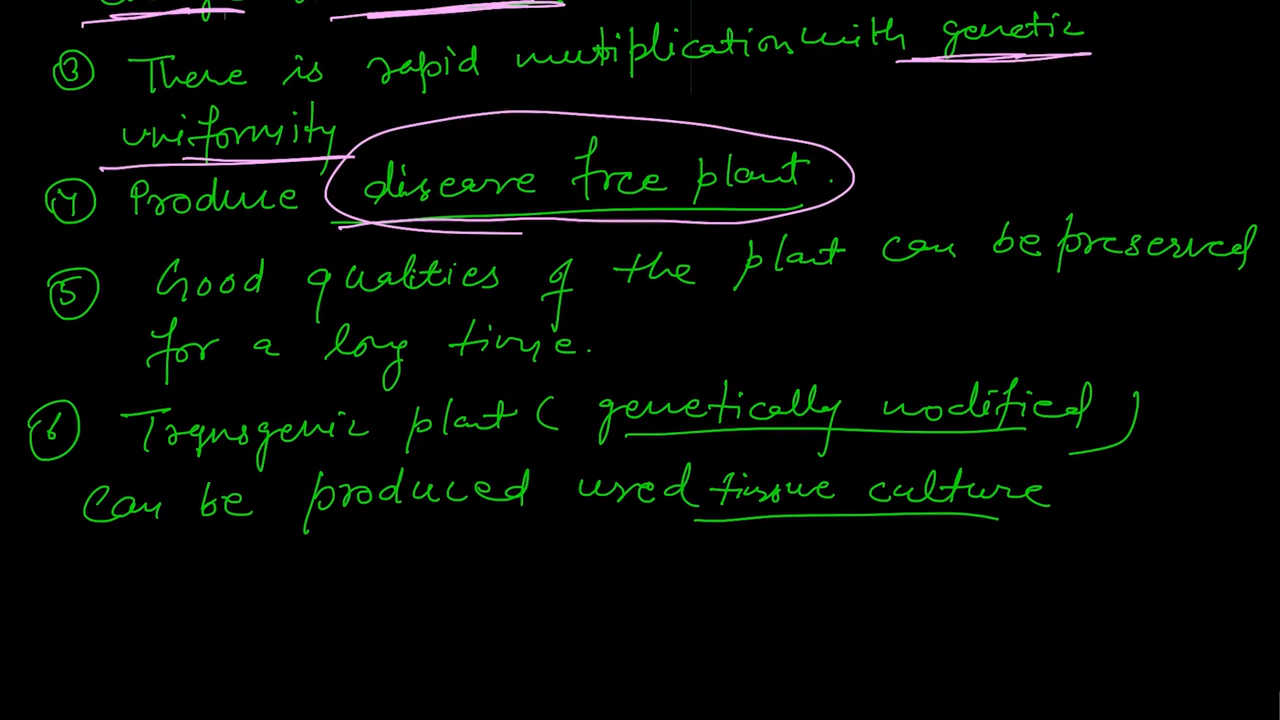 ③ There is rapid multiplication with genetic
uniformity
④ Produce disease free plant.
⑤ Good qualities of the plant can be preserved
for a long time.
⑥ Transgenic plant ( genetically modified )
Can be produced used tissue culture